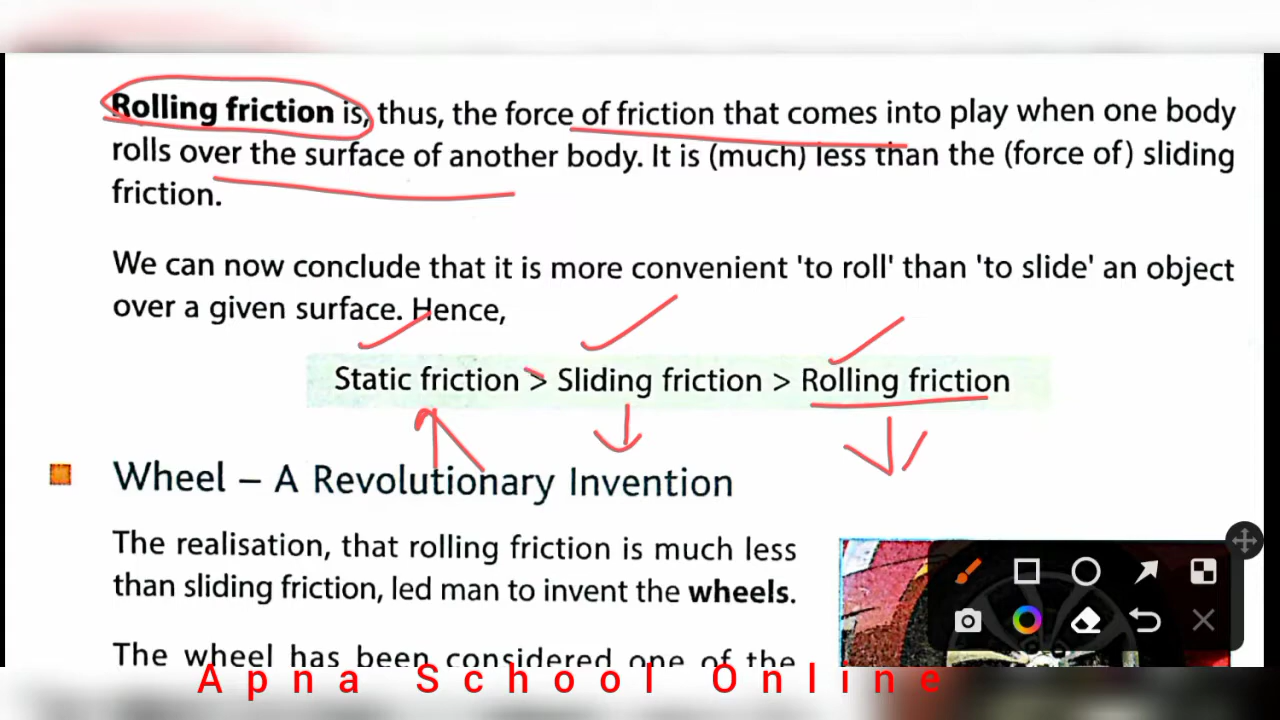 Rolling friction is, thus, the force of friction that comes into play when one body
rolls over the surface of another body. It is (much) less than the (force of) sliding
friction.
We can now conclude that it is more convenient 'to roll' than 'to slide' an object
over a given surface. Hence,
Static friction > Sliding friction > Rolling friction
Wheel – A Revolutionary Invention
The realisation, that rolling friction is much less
than sliding friction, led man to invent the wheels.
The wheel has been considered one of the
Apna School Online